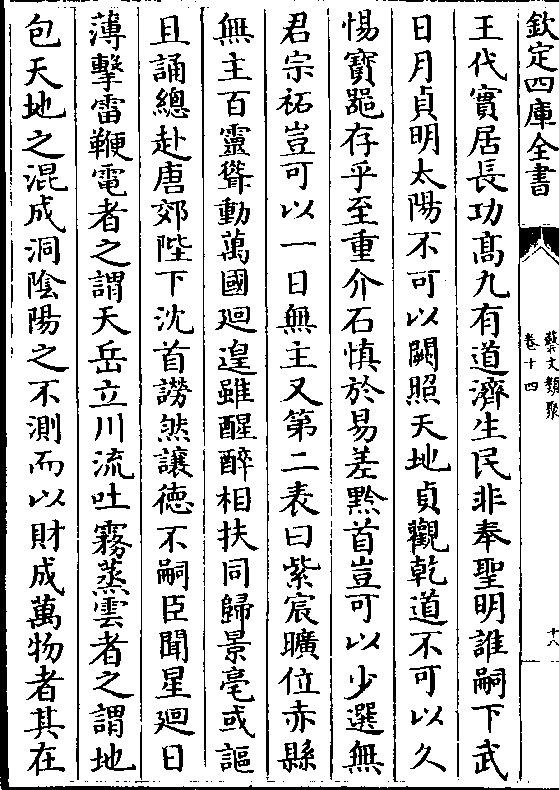 欽定四庫全書
藝文類聚
卷十四
十八
王代實居長功髙九有道濟生民非奉聖明誰嗣下武
日月貞明太陽不可以闕照天地貞觀乾道不可以久
惕寶噐存乎至重介石慎於易差黔首豈可以少選無
君宗祏豈可以一日無主又第二表曰紫宸曠位赤縣
無主百靈聳動萬國廻遑雖醒醉相扶同歸景亳或謳
且誦總赴唐郊陛下沈首謗然讓徳不嗣臣聞星廻日
薄擊雷鞭電者之謂天岳立川流吐霧蒸雲者之謂地
包天地之混成洞陰陽之不測而以財成萬物者其在